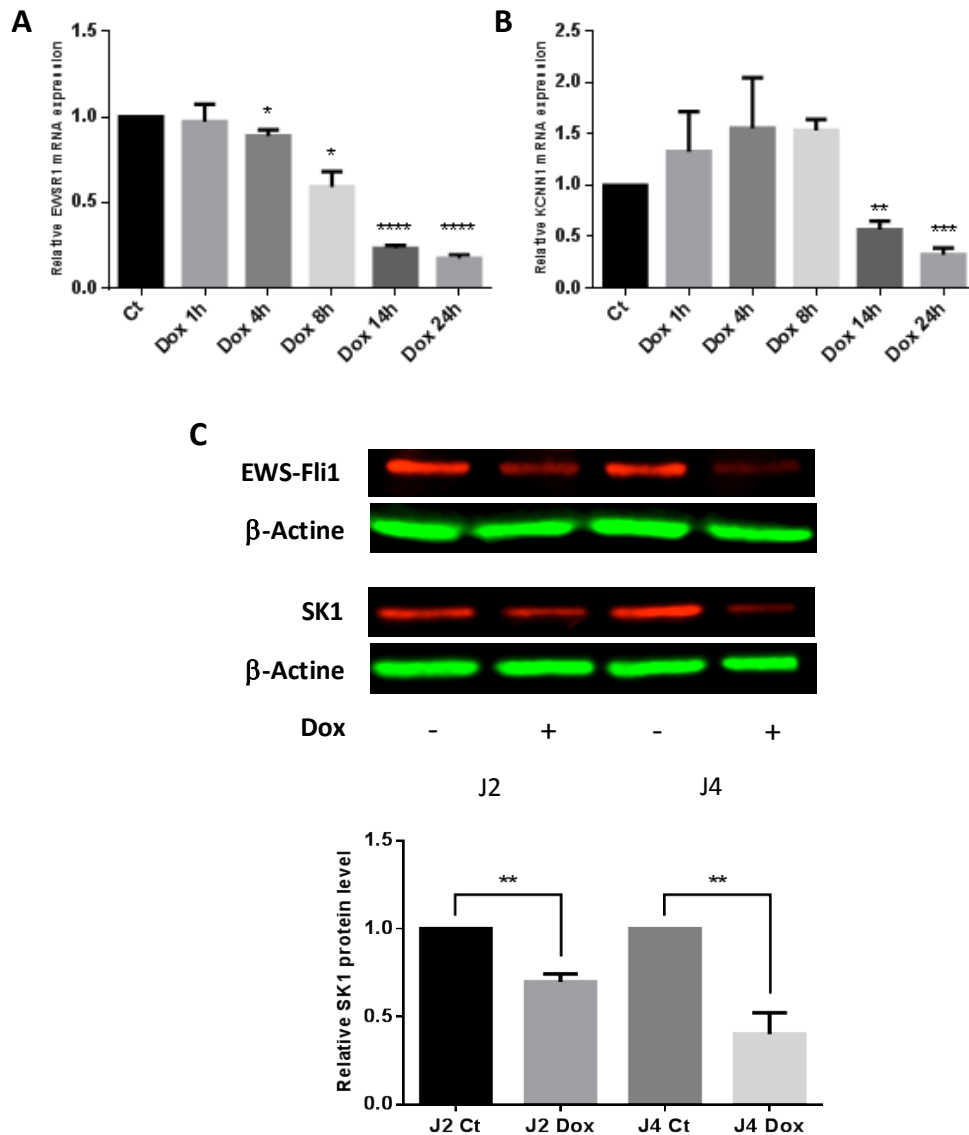 A
Relative EWSR1 mRNA expression
1.5
1.0
0.5
0.0
*
*
****
****
Ct
Dox 1h
Dox 4h
Dox 8h
Dox 14h
Dox 24h
B
Relative KCNN1 mRNA expression
2.5
2.0
1.5
1.0
0.5
0.0
**
***
Ct
Dox 1h
Dox 4h
Dox 8h
Dox 14h
Dox 24h
C
EWS-Fli1
β-Actine
SK1
β-Actine
Dox - + - +
J2 J4
Relative SK1 protein level
1.5
1.0
0.5
0.0
** **
J2 Ct J2 Dox J4 Ct J4 Dox